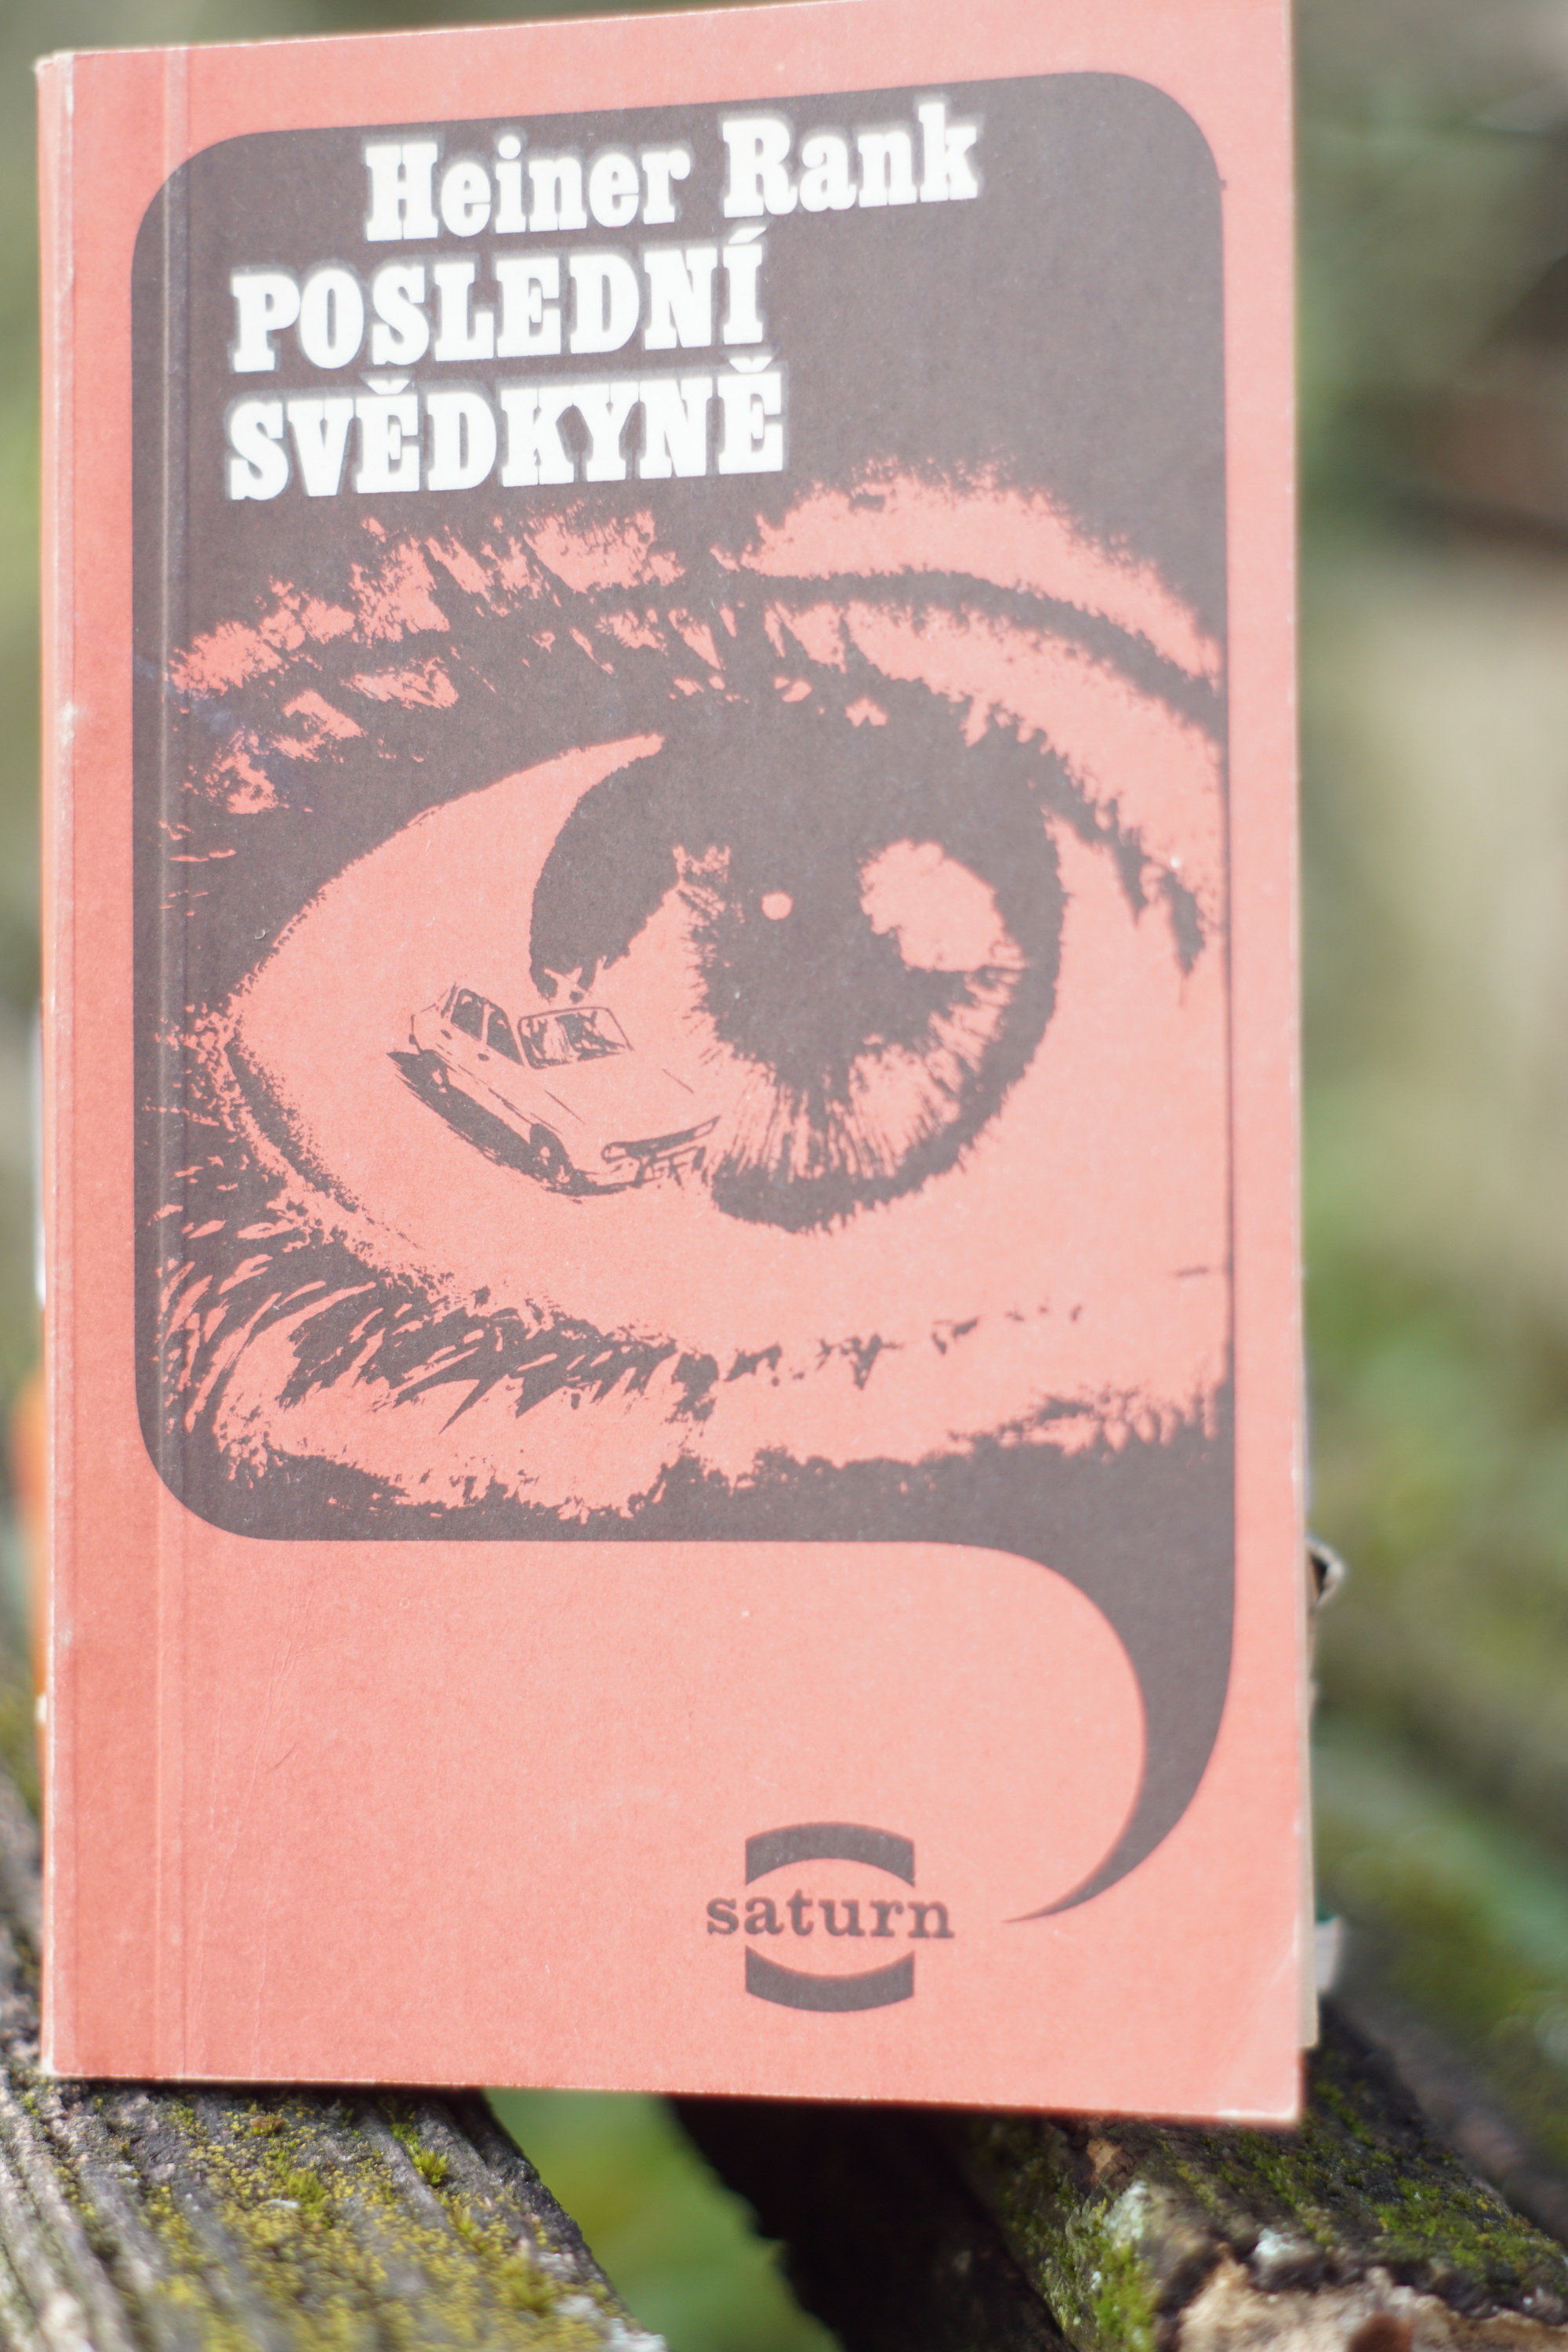 Heiner Rank
POSLEDNÍ
SVĚDKYNĚ
saturn